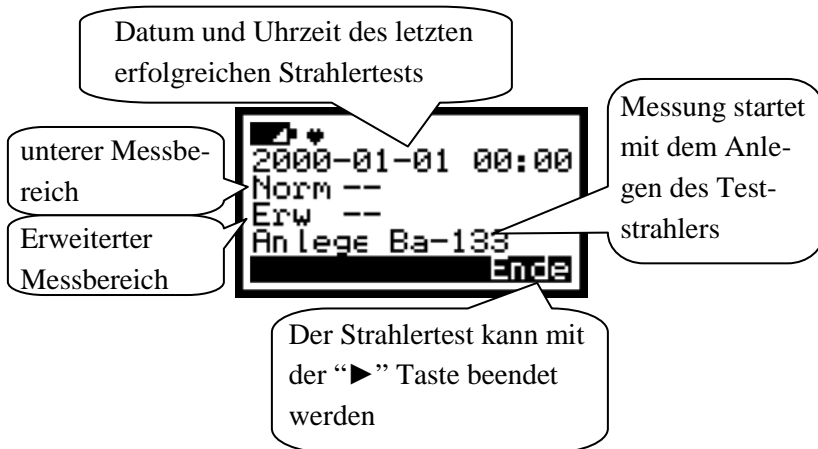 Datum und Uhrzeit des letzten
erfolgreichen Strahlertests
unterer Messbe-
reich
Erweiterter
Messbereich
2000-01-01 00:00
Norm --
Erw --
Anlege Ba-133
Ende
Messung startet
mit dem Anle-
gen des Test-
strahlers
Der Strahlertest kann mit
der “►” Taste beendet
werden